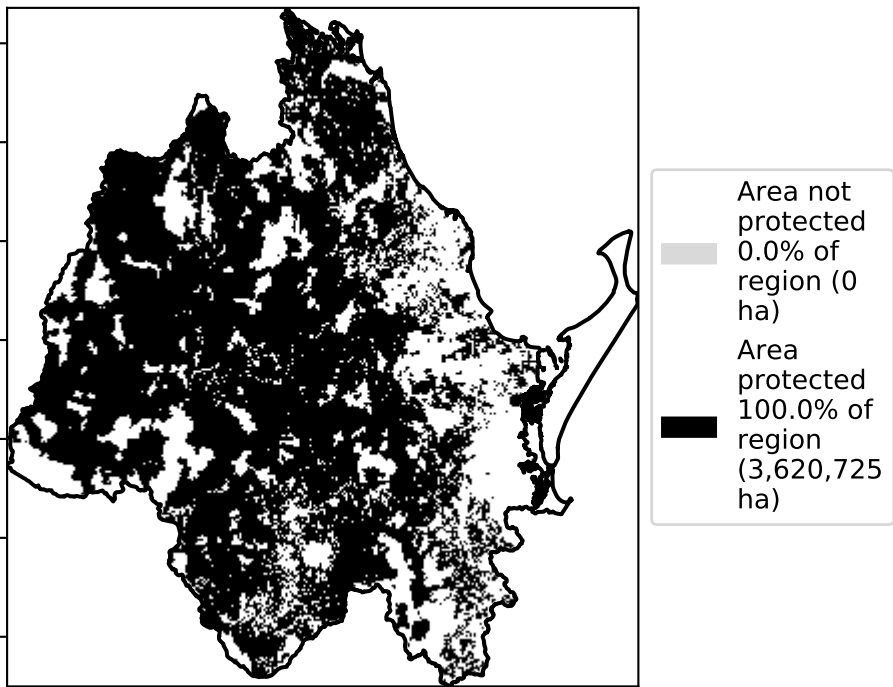 Area not
protected
0.0% of
region (0
ha)
Area
protected
100.0% of
region
(3,620,725
ha)